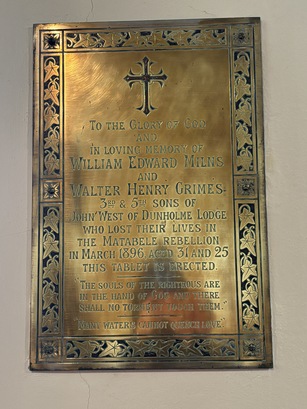 To the Glory of God
and
in loving memory of
William Edward Milns
and
Walter Henry Grimes.
3rd & 5th sons of
John West of Dunholme Lodge
who lost their lives in
the Matabele Rebellion
in March 1896, aged 31 and 25
this tablet is erected.
"The souls of the righteous are
in the hand of God and there
shall no torment touch them."
"Many waters cannot quench love"